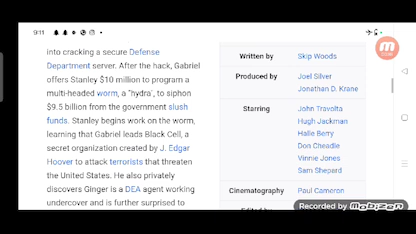 9:11
into cracking a secure Defense
Department server. After the hack, Gabriel
offers Stanley $10 million to program a
multi-headed worm, a "hydra", to siphon
$9.5 billion from the government slush
funds. Stanley begins work on the worm,
learning that Gabriel leads Black Cell, a
secret organization created by J. Edgar
Hoover to attack terrorists that threaten
the United States. He also privately
discovers Ginger is a DEA agent working
undercover and is further surprised to
Written by Skip Woods
Produced by Joel Silver
Jonathan D. Krane
Starring John Travolta
Hugh Jackman
Halle Berry
Don Cheadle
Vinnie Jones
Sam Shepard
Cinematography Paul Cameron
Edited by
Recorded by Mobizen